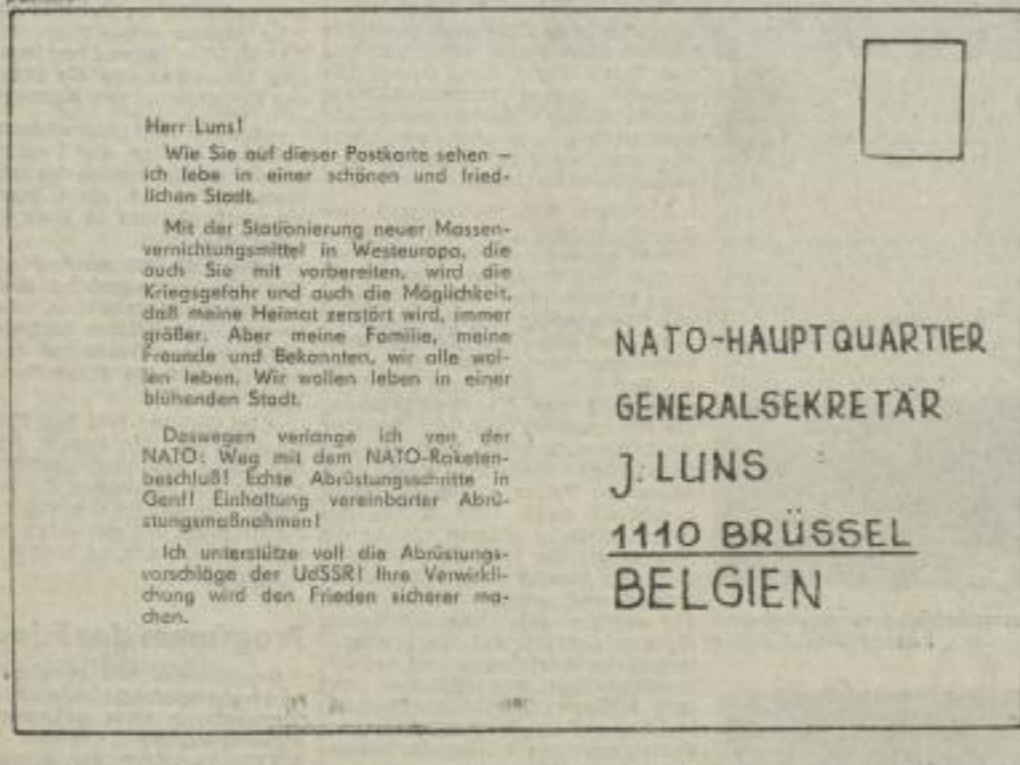 Herr Luns!
Wie Sie auf dieser Postkarte sehen –
ich lebe in einer schönen und fried-
lichen Stadt.
Mit der Stationierung neuer Massen-
vernichtungsmittel in Westeuropa, die
auch Sie mit vorbereiten, wird die
Kriegsgefahr und auch die Möglichkeit,
daß meine Heimat zerstört wird, immer
größer. Aber meine Familie, meine
Freunde und Bekannten, wir alle wol-
len leben. Wir wollen leben in einer
blühenden Stadt.
Deswegen verlange ich von der
NATO: Weg mit dem NATO-Raketen-
beschluß! Echte Abrüstungsschritte in
Genf! Einhaltung vereinbarter Abrü-
stungsmaßnahmen!
Ich unterstütze voll die Abrüstungs-
vorschläge der UdSSR! Ihre Verwirkli-
chung wird den Frieden sicherer ma-
chen.
NATO-HAUPTQUARTIER
GENERALSEKRETÄR
J. LUNS
1110 BRÜSSEL
BELGIEN